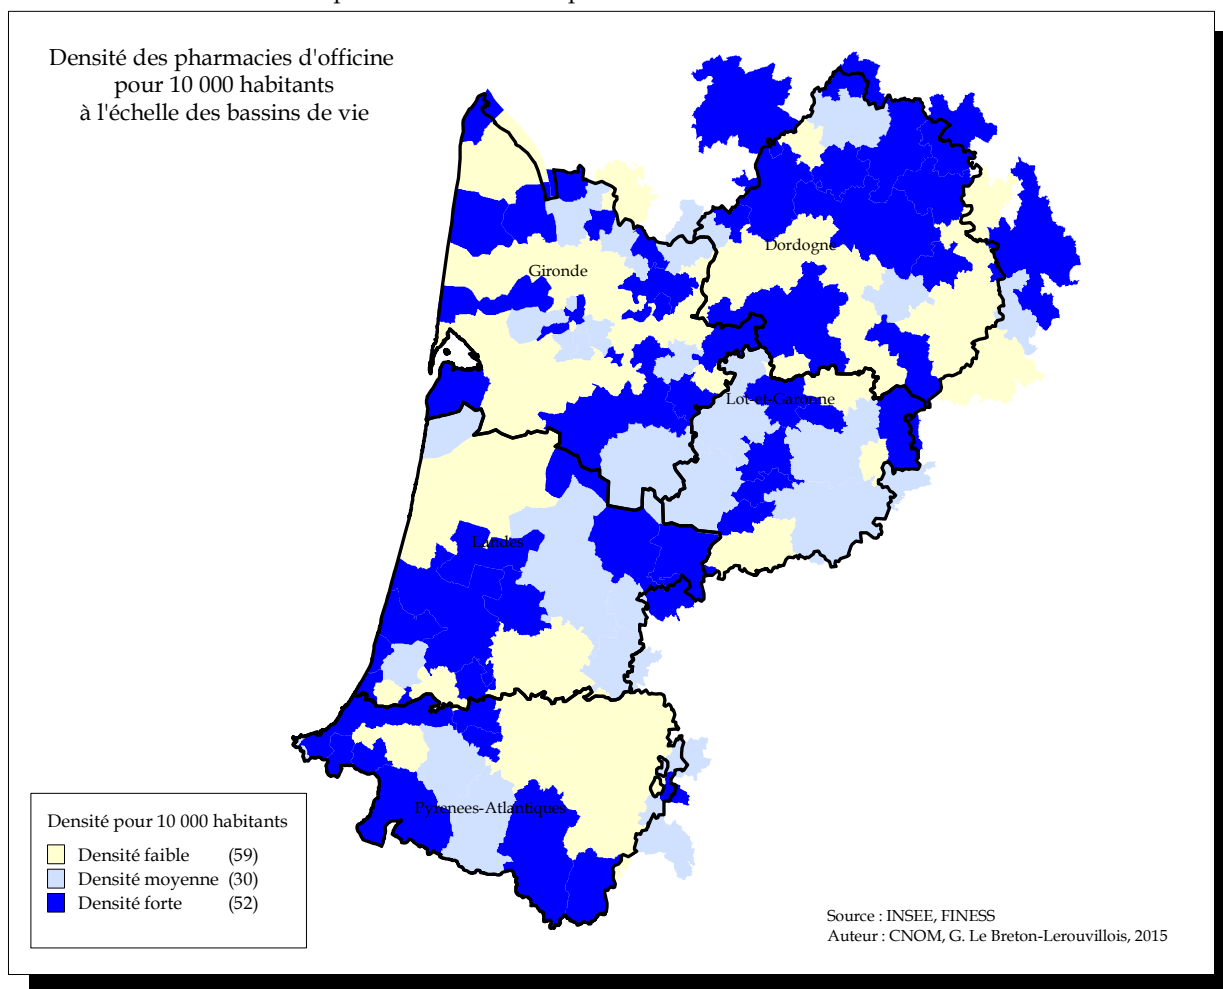 Densité des pharmacies d'officine
pour 10 000 habitants
à l'échelle des bassins de vie
Dordogne
Gironde
Lot-et-Garonne
Landes
Pyrenees-Atlantiques
Densité pour 10 000 habitants
Densité faible (59)
Densité moyenne (30)
Densité forte (52)
Source : INSEE, FINESS
Auteur : CNOM, G. Le Breton-Lerouvillois, 2015